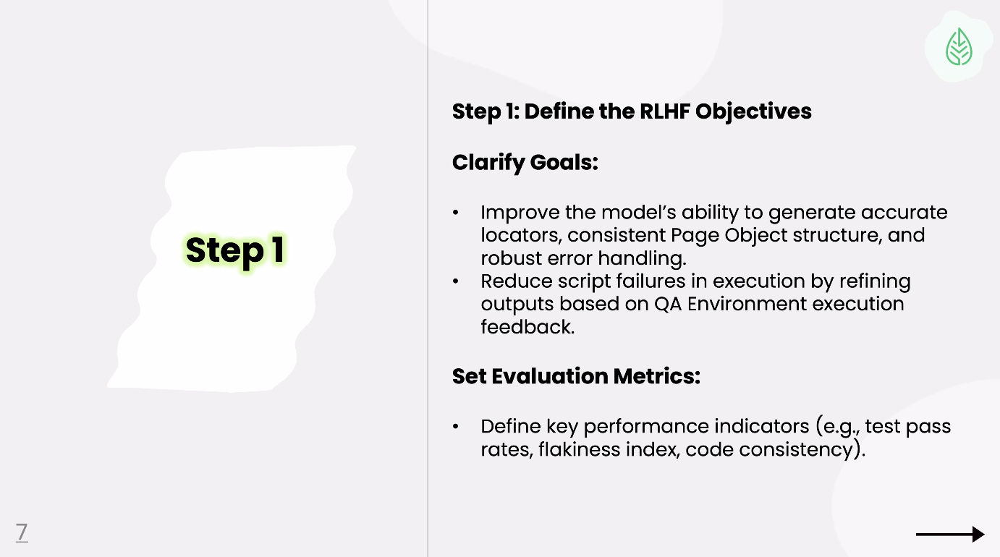 Step 1
Step 1: Define the RLHF Objectives
Clarify Goals:
• Improve the model’s ability to generate accurate
locators, consistent Page Object structure, and
robust error handling.
• Reduce script failures in execution by refining
outputs based on QA Environment execution
feedback.
Set Evaluation Metrics:
• Define key performance indicators (e.g., test pass
rates, flakiness index, code consistency).
7